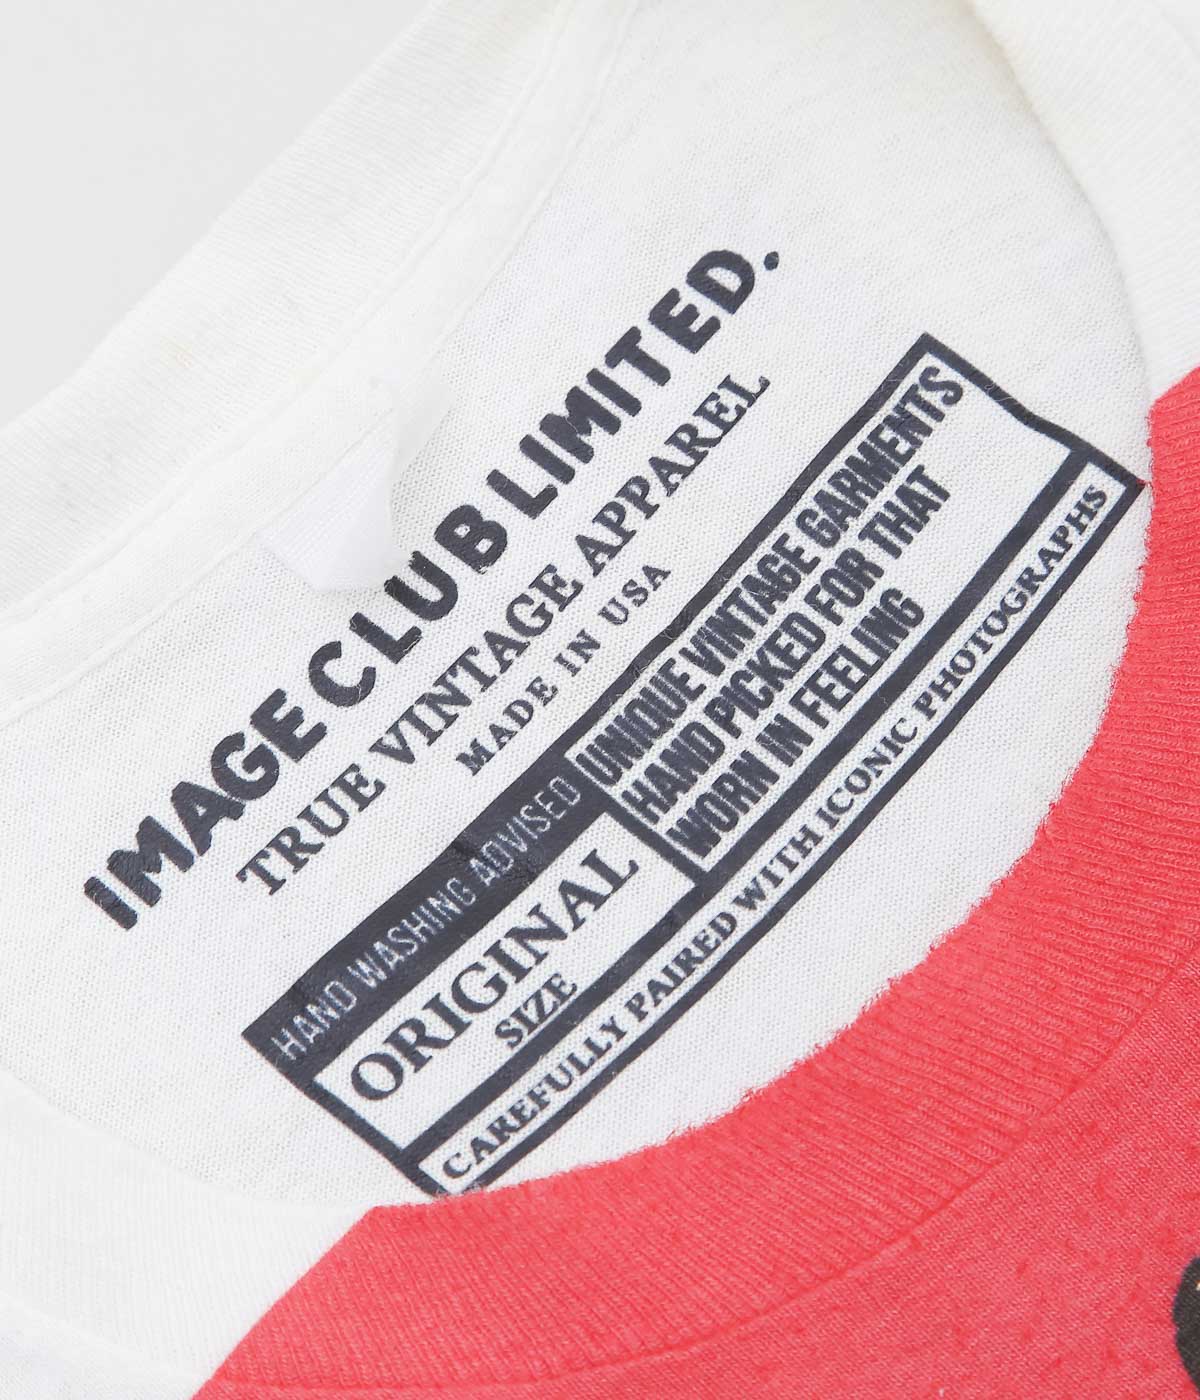 IMAGE CLUB LIMITED.
TRUE VINTAGE APPAREL
MADE IN USA
HAND WASHING ADVISED
ORIGINAL
SIZE
UNIQUE VINTAGE GARMENTS
HAND PICKED FOR THAT
WORN IN FEELING
CAREFULLY PAIRED WITH ICONIC PHOTOGRAPHS